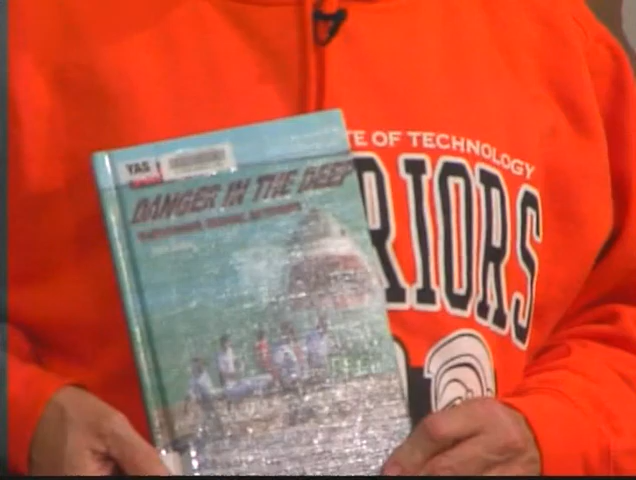 YAS
DANGER IN THE DEEP
TE OF TECHNOLOGY
RIORS